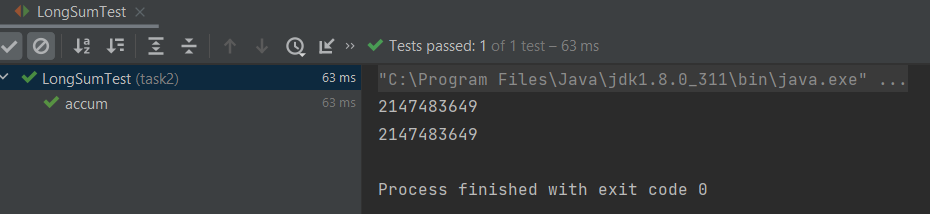 LongSumTest
Tests passed: 1 of 1 test – 63 ms
LongSumTest (task2) 63 ms
accum 63 ms
"C:\Program Files\Java\jdk1.8.0_311\bin\java.exe" ...
2147483649
2147483649
Process finished with exit code 0